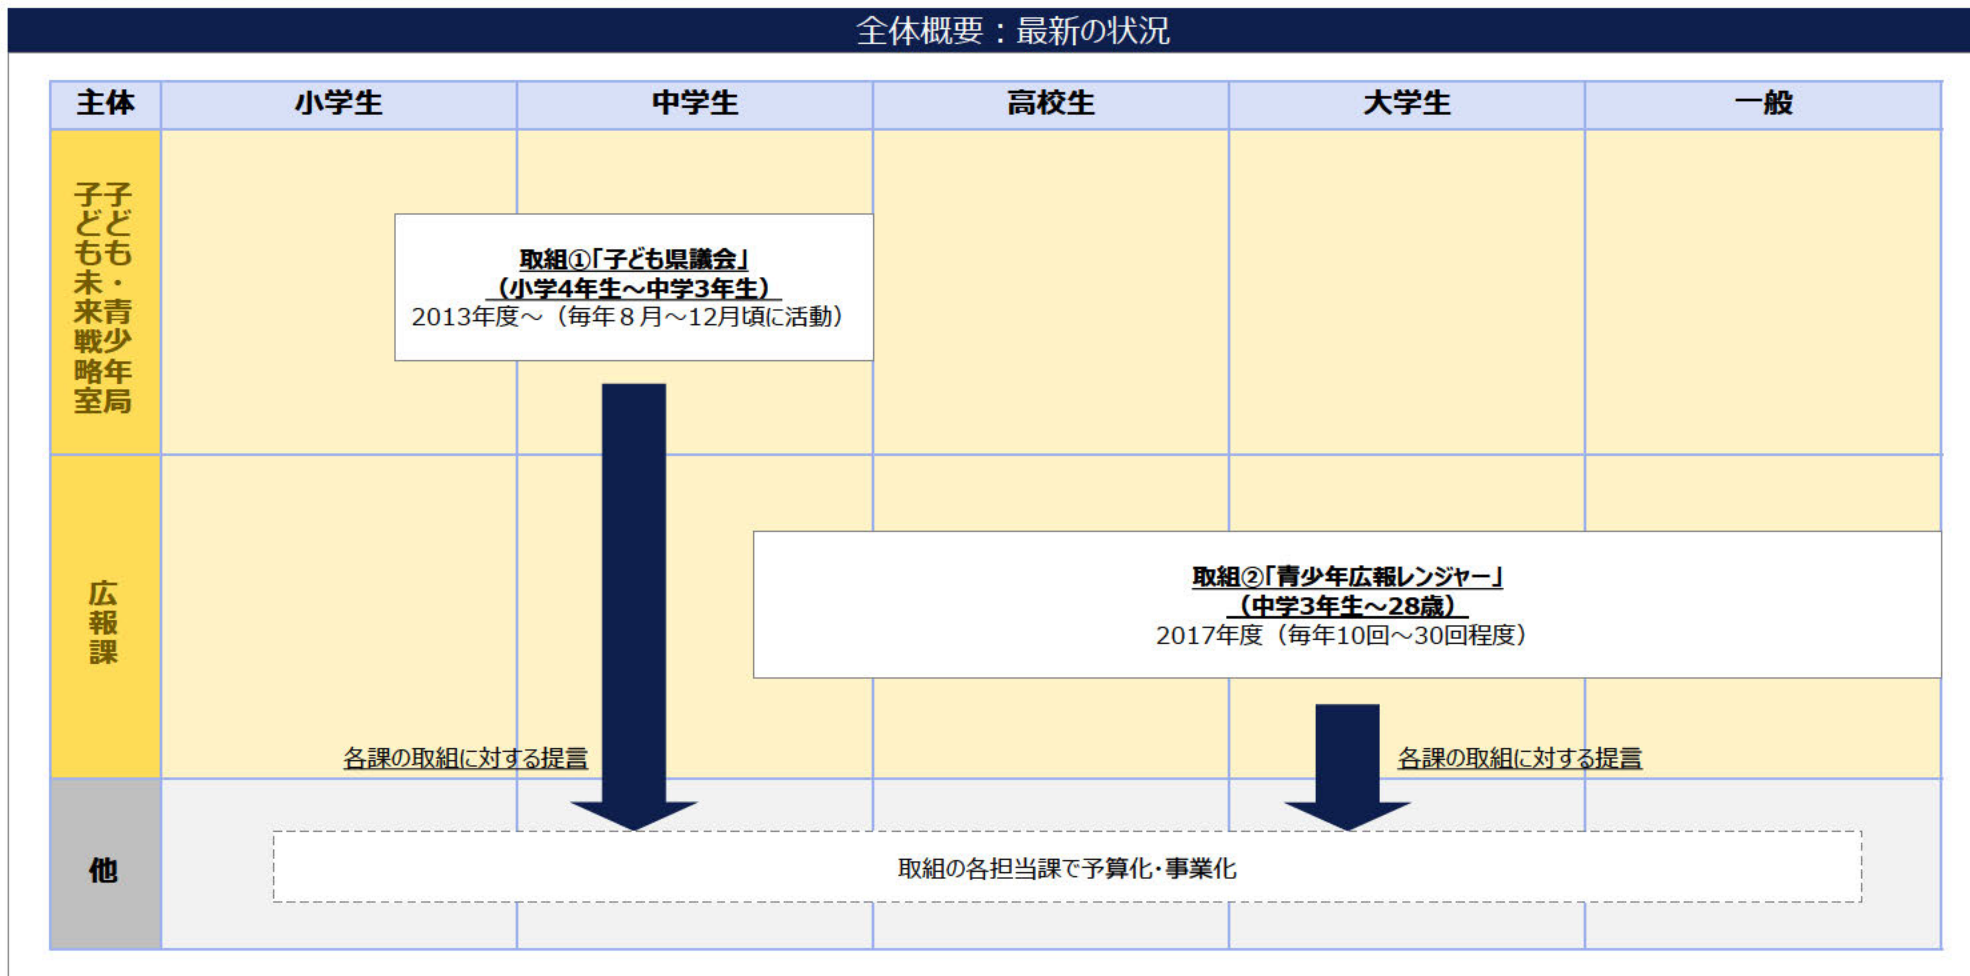 全体概要：最新の状況
主体
小学生
中学生
高校生
大学生
一般
子ども・青少年局
子ども未来戦略室
取組①「子ども県議会」
（小学4年生～中学3年生）
2013年度～（毎年８月～12月頃に活動）
広報課
取組②「青少年広報レンジャー」
（中学3年生～28歳）
2017年度（毎年10回～30回程度）
各課の取組に対する提言
各課の取組に対する提言
他
取組の各担当課で予算化・事業化